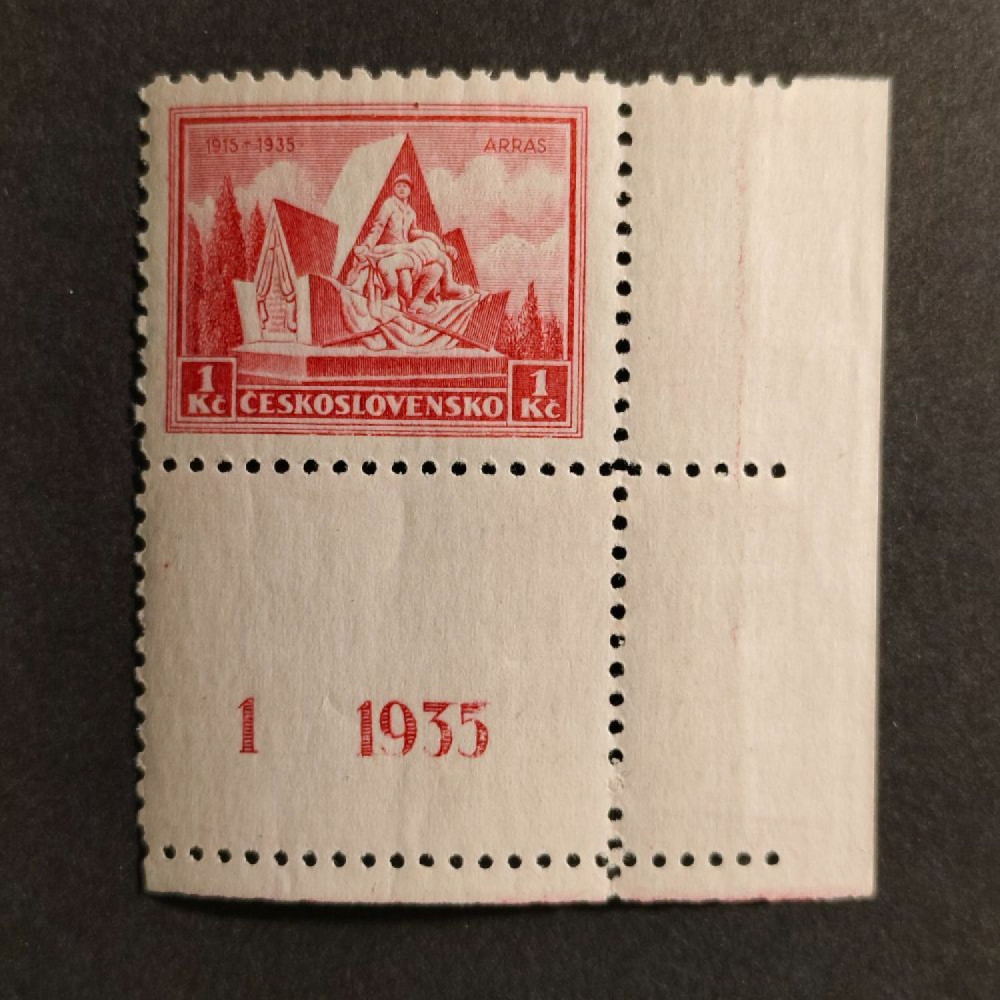 1915 - 1935 ARRAS
1 Kč ČESKOSLOVENSKO 1 Kč
1 1935